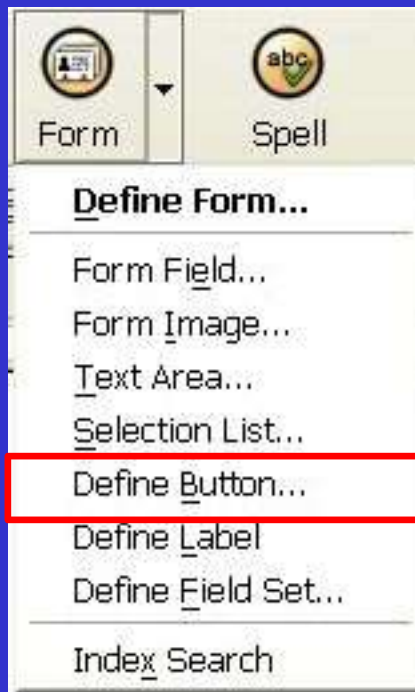 Form Spell
Define Form...
Form Field...
Form Image...
Text Area...
Selection List...
Define Button...
Define Label
Define Field Set...
Index Search